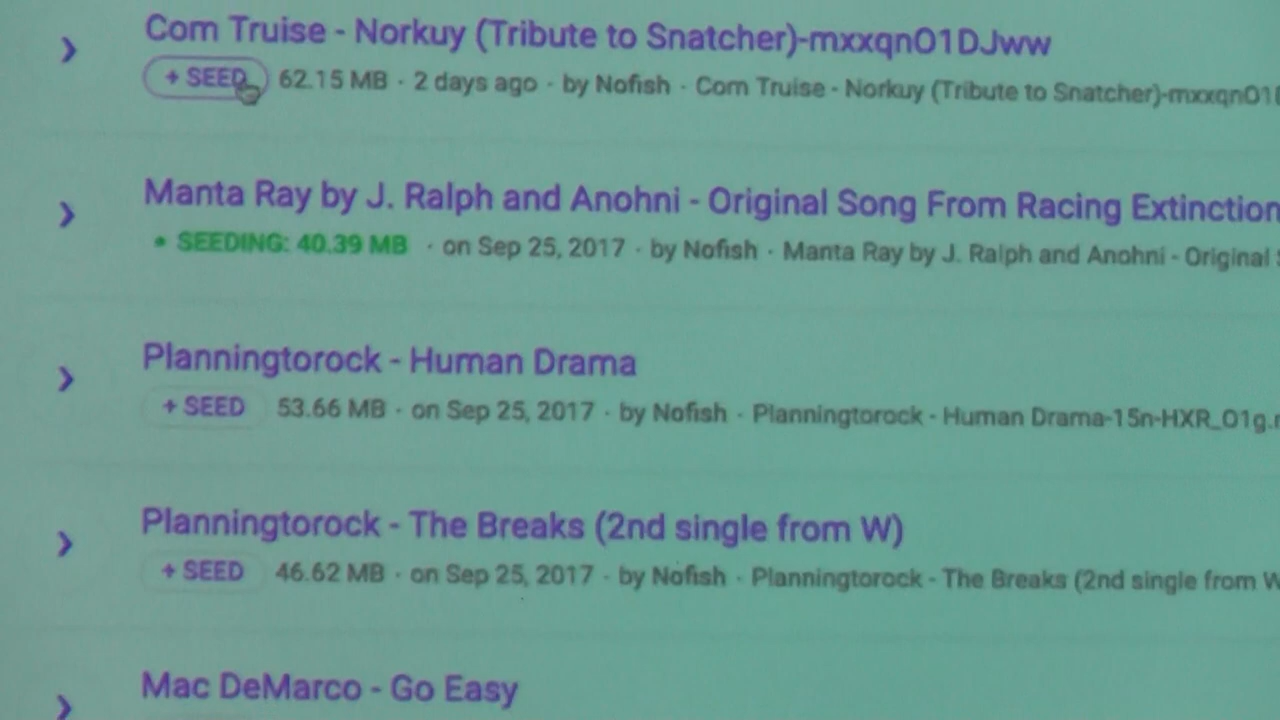 Com Truise - Norkuy (Tribute to Snatcher)-mxxqnO1DJww
+ SEED 62.15 MB · 2 days ago · by Nofish · Com Truise - Norkuy (Tribute to Snatcher)-mxxqnO1
Manta Ray by J. Ralph and Anohni - Original Song From Racing Extinction
• SEEDING: 40.39 MB · on Sep 25, 2017 · by Nofish · Manta Ray by J. Ralph and Anohni - Original
Planningtorock - Human Drama
+ SEED 53.66 MB · on Sep 25, 2017 · by Nofish · Planningtorock - Human Drama-15n-HXR_O1g.
Planningtorock - The Breaks (2nd single from W)
+ SEED 46.62 MB · on Sep 25, 2017 · by Nofish · Planningtorock - The Breaks (2nd single from W
Mac DeMarco - Go Easy